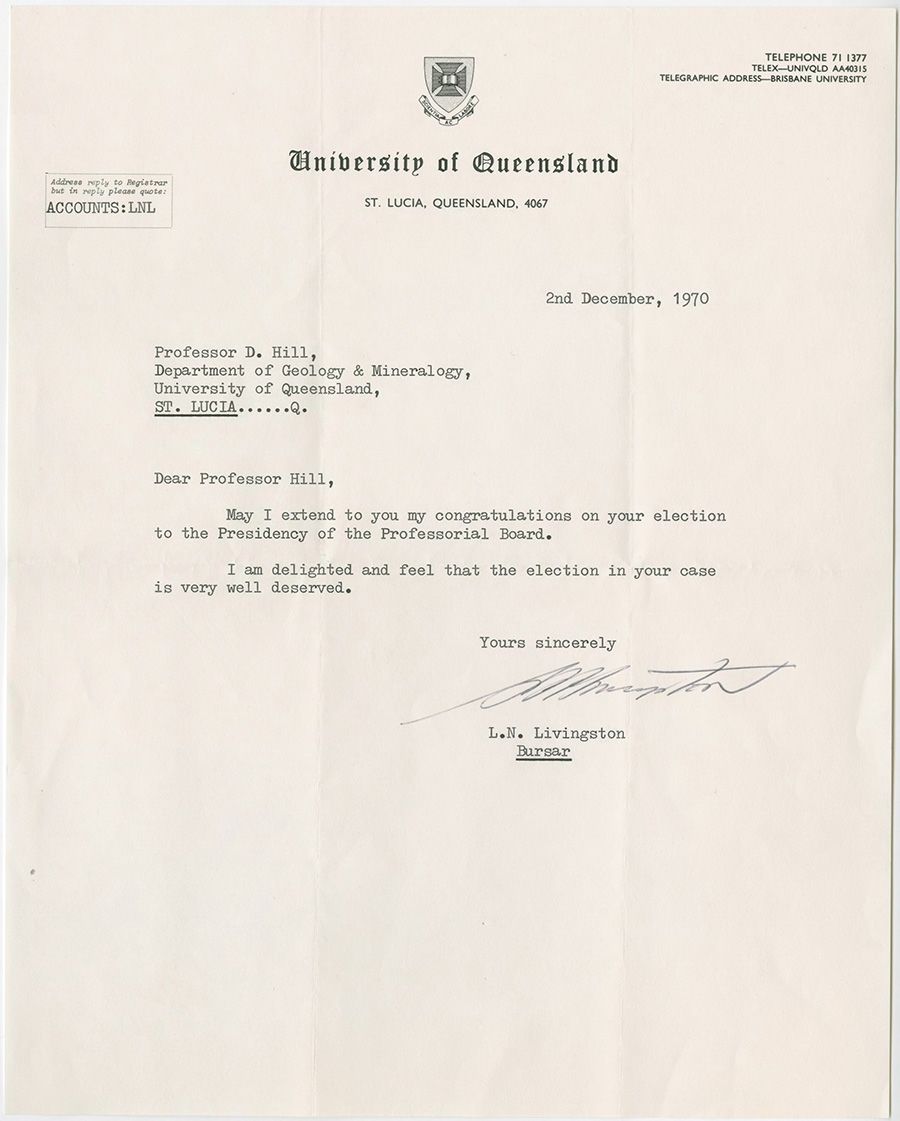 TELEPHONE 71 1377
TELEX—UNIVQLD AA40315
TELEGRAPHIC ADDRESS—BRISBANE UNIVERSITY
SCIENTIA AC LABORE
University of Queensland
ST. LUCIA, QUEENSLAND, 4067
Address reply to Registrar
but in reply please quote:
ACCOUNTS:LNL
2nd December, 1970
Professor D. Hill,
Department of Geology & Mineralogy,
University of Queensland,
ST. LUCIA......Q.
Dear Professor Hill,
May I extend to you my congratulations on your election
to the Presidency of the Professorial Board.
I am delighted and feel that the election in your case
is very well deserved.
Yours sincerely
L.N. Livingston
Bursar